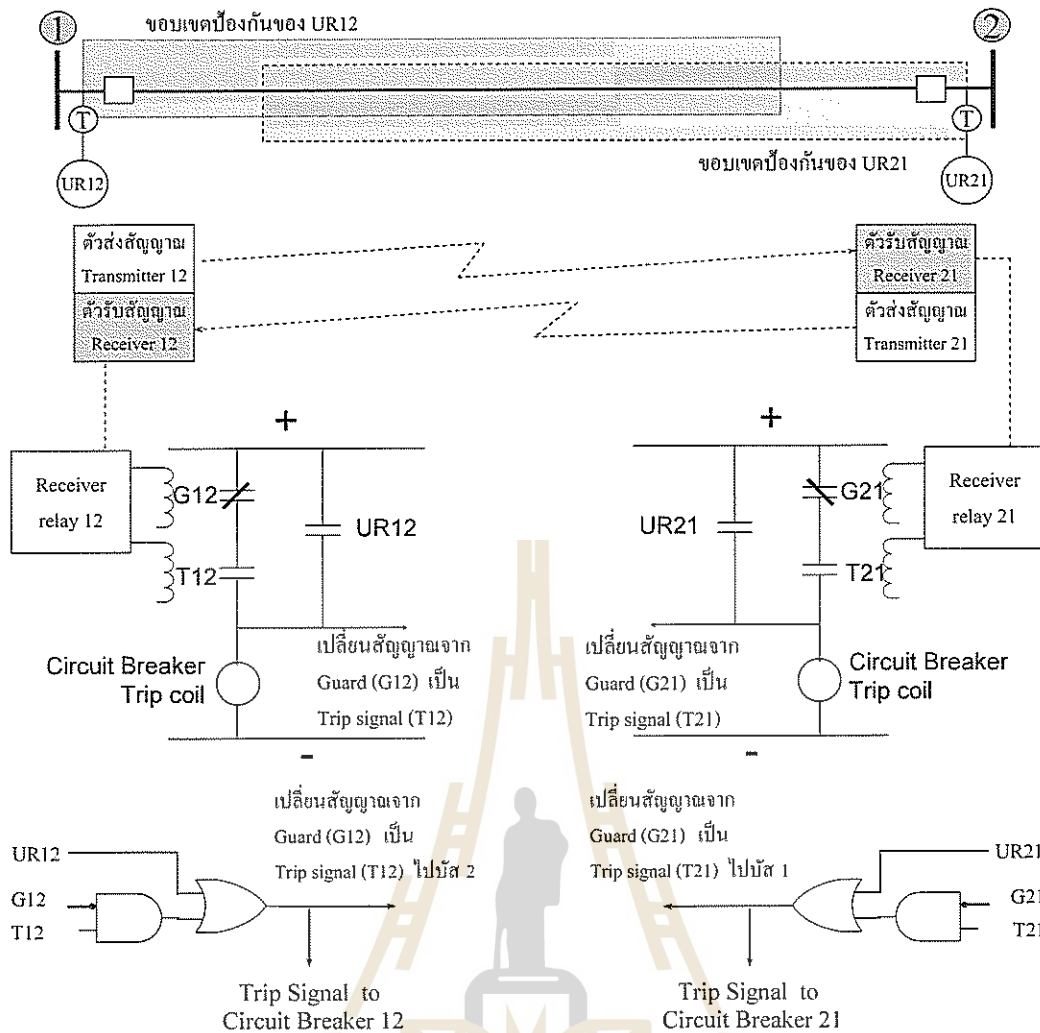 1
ขอบเขตป้องกันของ UR12
2
T
T
UR12
ขอบเขตป้องกันของ UR21
UR21
ตัวส่งสัญญาณ
Transmitter 12
ตัวรับสัญญาณ
Receiver 12
ตัวรับสัญญาณ
Receiver 21
ตัวส่งสัญญาณ
Transmitter 21
+
+
Receiver
relay 12
G12
UR12
T12
UR21
G21
T21
Receiver
relay 21
Circuit Breaker
Trip coil
เปลี่ยนสัญญาณจาก
Guard (G12) เป็น
Trip signal (T12)
เปลี่ยนสัญญาณจาก
Guard (G21) เป็น
Trip signal (T21)
Circuit Breaker
Trip coil
-
-
เปลี่ยนสัญญาณจาก
Guard (G12) เป็น
Trip signal (T12) ไปบัส 2
เปลี่ยนสัญญาณจาก
Guard (G21) เป็น
Trip signal (T21) ไปบัส 1
UR12
G12
T12
UR21
G21
T21
Trip Signal to
Circuit Breaker 12
Trip Signal to
Circuit Breaker 21